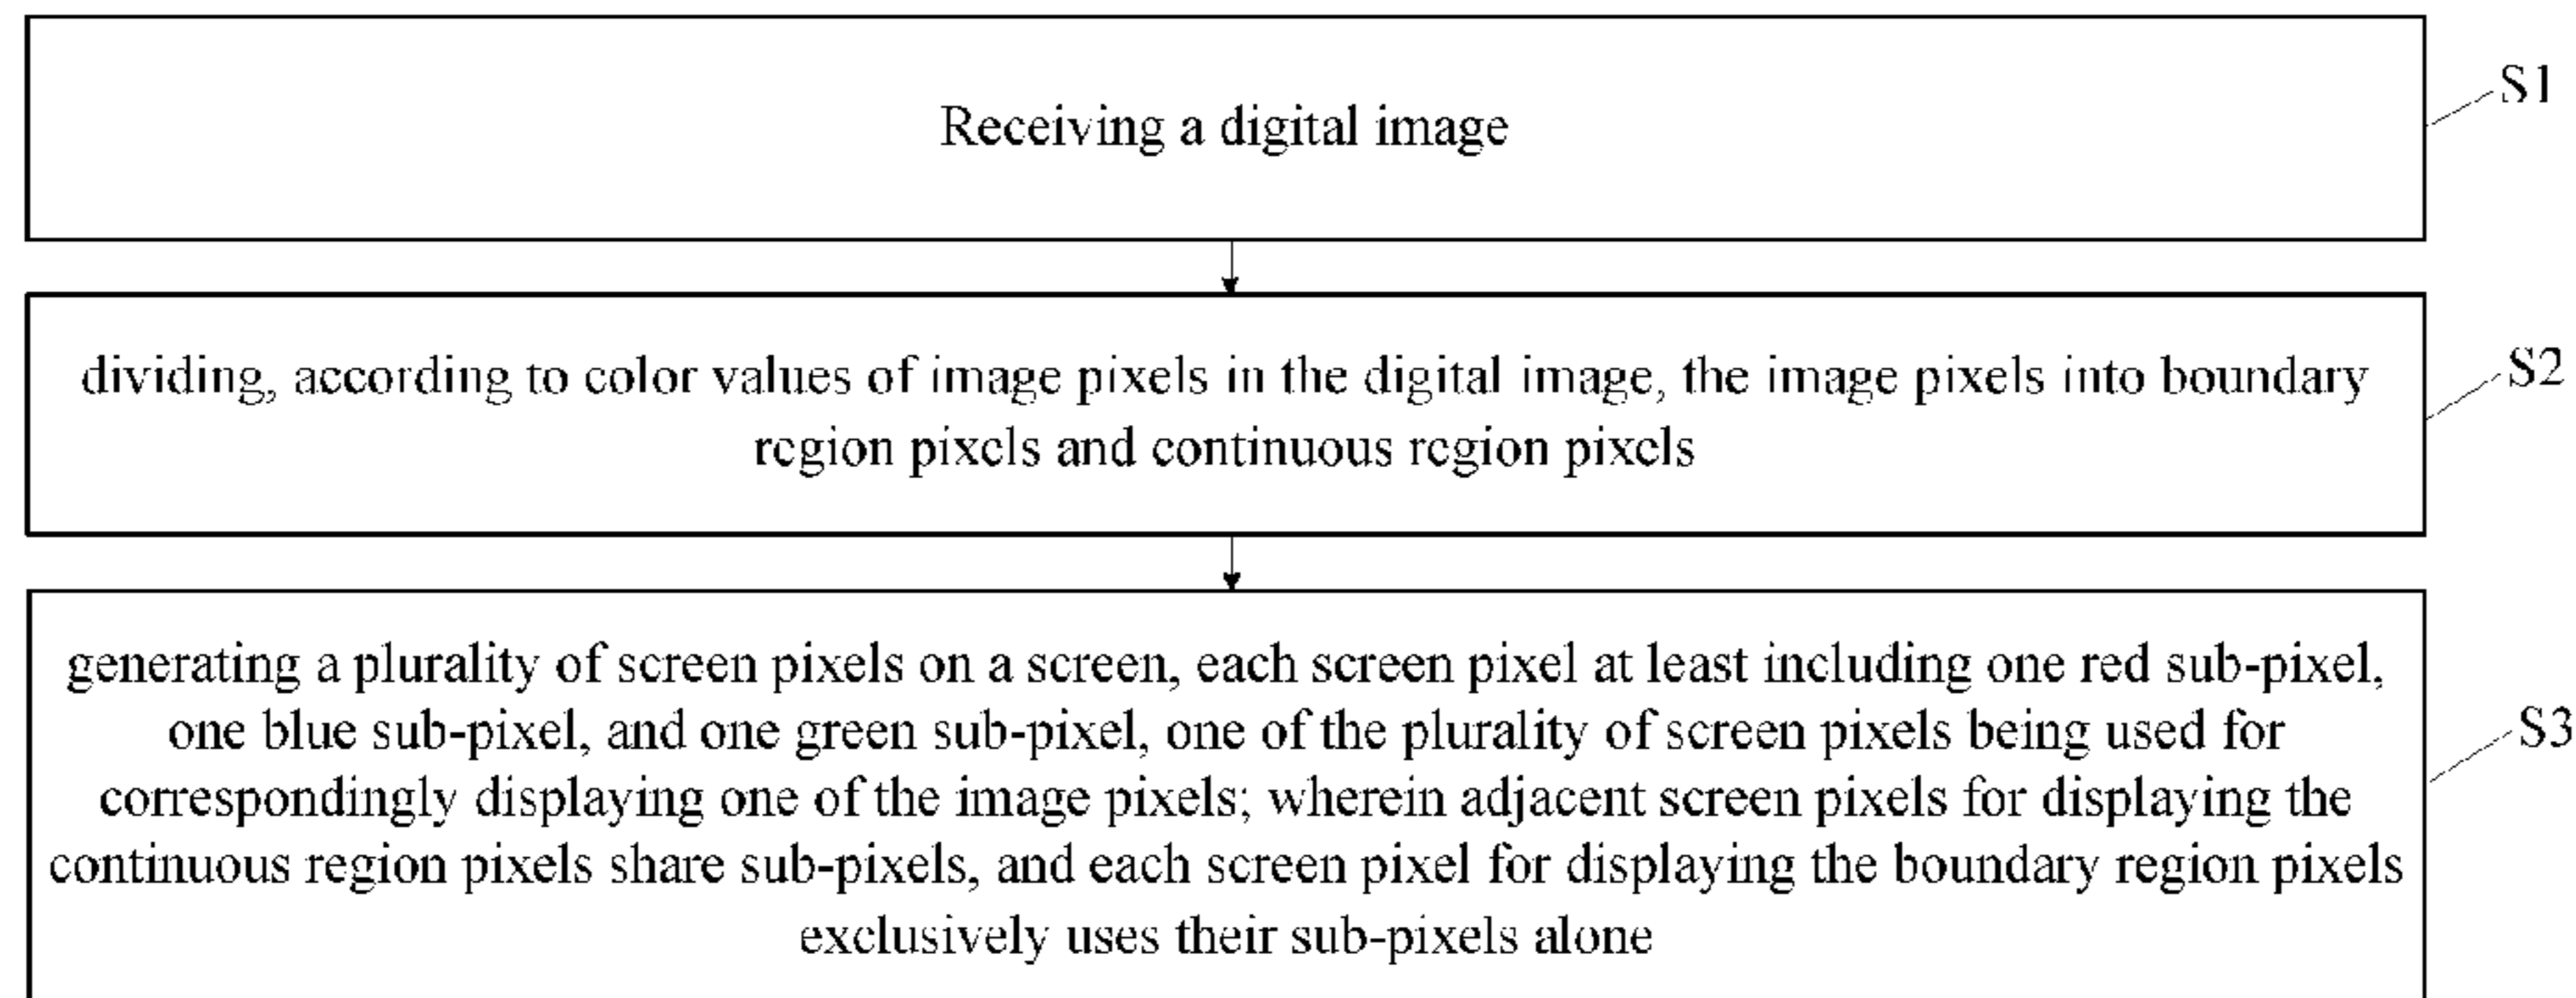 Receiving a digital image
S1
dividing, according to color values of image pixels in the digital image, the image pixels into boundary
region pixels and continuous region pixels
S2
generating a plurality of screen pixels on a screen, each screen pixel at least including one red sub-pixel,
one blue sub-pixel, and one green sub-pixel, one of the plurality of screen pixels being used for
correspondingly displaying one of the image pixels; wherein adjacent screen pixels for displaying the
continuous region pixels share sub-pixels, and each screen pixel for displaying the boundary region pixels
exclusively uses their sub-pixels alone
S3